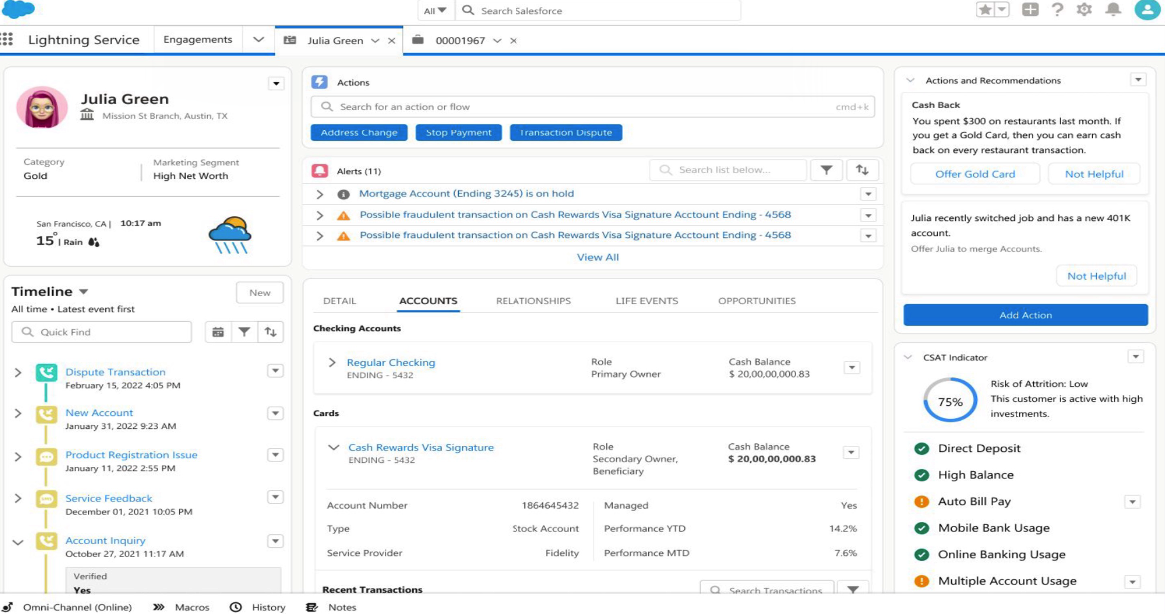 All
Search Salesforce
Lightning Service
Engagements
Julia Green
00001967
Julia Green
Mission St Branch, Austin, TX
Category
Gold
Marketing Segment
High Net Worth
San Francisco, CA | 10:17 am
15° | Rain
Timeline
New
All time • Latest event first
Quick Find
Dispute Transaction
February 15, 2022 4:05 PM
New Account
January 31, 2022 9:23 AM
Product Registration Issue
January 11, 2022 2:55 PM
Service Feedback
December 01, 2021 10:05 PM
Account Inquiry
October 27, 2021 11:17 AM
Verified
Yes
Actions
Search for an action or flow
cmd+k
Address Change
Stop Payment
Transaction Dispute
Alerts (11)
Search list below...
Mortgage Account (Ending 3245) is on hold
Possible fraudulent transaction on Cash Rewards Visa Signature Acctount Ending - 4568
Possible fraudulent transaction on Cash Rewards Visa Signature Acctount Ending - 4568
View All
DETAIL
ACCOUNTS
RELATIONSHIPS
LIFE EVENTS
OPPORTUNITIES
Checking Accounts
Regular Checking
ENDING - 5432
Role
Primary Owner
Cash Balance
$ 20,00,00,000.83
Cards
Cash Rewards Visa Signature
ENDING - 5432
Role
Secondary Owner,
Beneficiary
Cash Balance
$ 20,00,00,000.83
Account Number 1864645432
Managed Yes
Type Stock Account
Performance YTD 14.2%
Service Provider Fidelity
Performance MTD 7.6%
Recent Transactions
Search Transactions
Actions and Recommendations
Cash Back
You spent $300 on restaurants last month. If
you get a Gold Card, then you can earn cash
back on every restaurant transaction.
Offer Gold Card
Not Helpful
Julia recently switched job and has a new 401K
account.
Offer Julia to merge Accounts.
Not Helpful
Add Action
CSAT Indicator
75%
Risk of Attrition: Low
This customer is active with high
investments.
Direct Deposit
High Balance
Auto Bill Pay
Mobile Bank Usage
Online Banking Usage
Multiple Account Usage
Omni-Channel (Online)
Macros
History
Notes